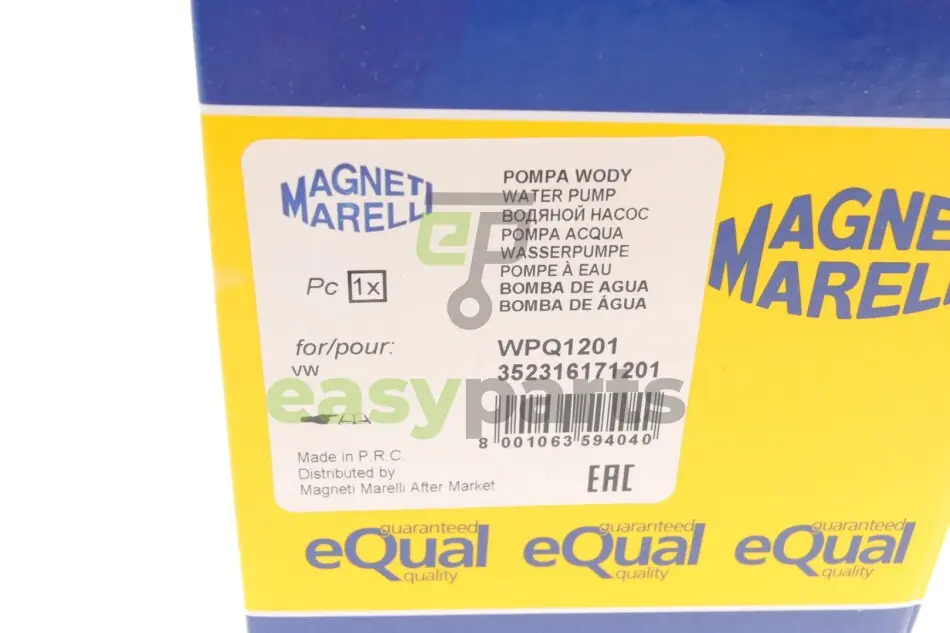 MAGNETI
MARELLI
POMPA WODY
WATER PUMP
ВОДЯНОЙ НАСОС
POMPA ACQUA
WASSERPUMPE
POMPE À EAU
BOMBA DE AGUA
BOMBA DE ÁGUA
Pc 1x
for/pour:
VW
WPQ1201
352316171201
8 001063 594040
Made in P.R.C.
Distributed by
Magneti Marelli After Market
EAC
MAGNE
MAREL
easyparts
guaranteed
eQual
quality
guaranteed
eQual
quality
guaranteed
eQual
quality